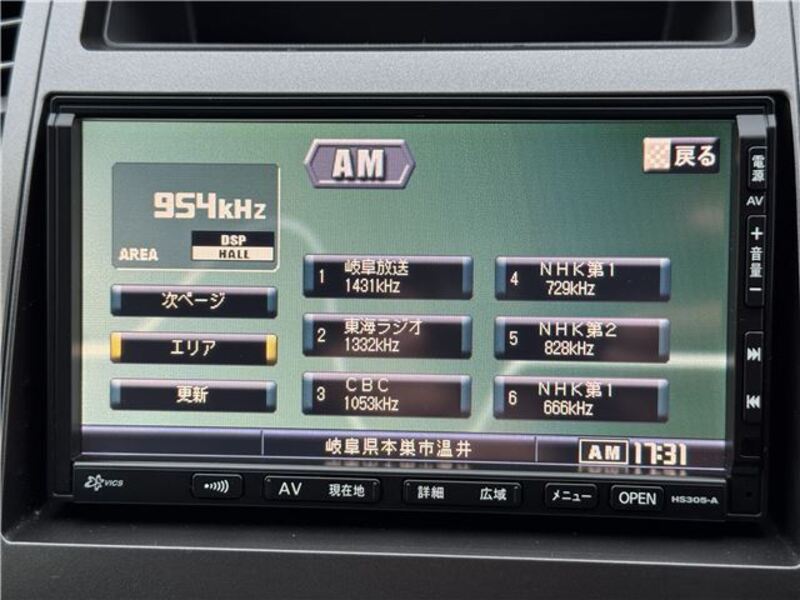 AM
戻る
954kHz
DSP
AREA
HALL
次ページ
エリア
更新
1 岐阜放送
1431kHz
2 東海ラジオ
1332kHz
3 CBC
1053kHz
4 NHK第1
729kHz
5 NHK第2
828kHz
6 NHK第1
666kHz
岐阜県本巣市温井
AM 17:31
電源
AV
+
音量
−
VICS
AV 現在地
詳細 広域
メニュー
OPEN
HS305-A